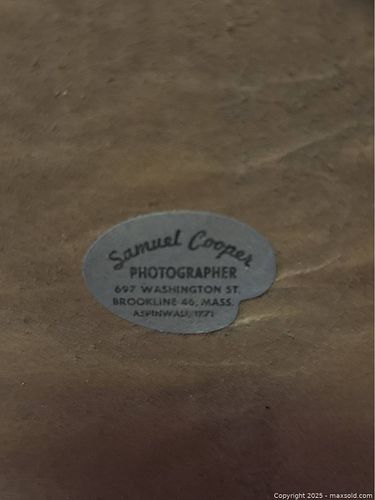 Samuel Cooper
PHOTOGRAPHER
697 WASHINGTON ST.
BROOKLINE 46, MASS.
ASPINWALL 1771
Copyright 2025 - maxsold.com